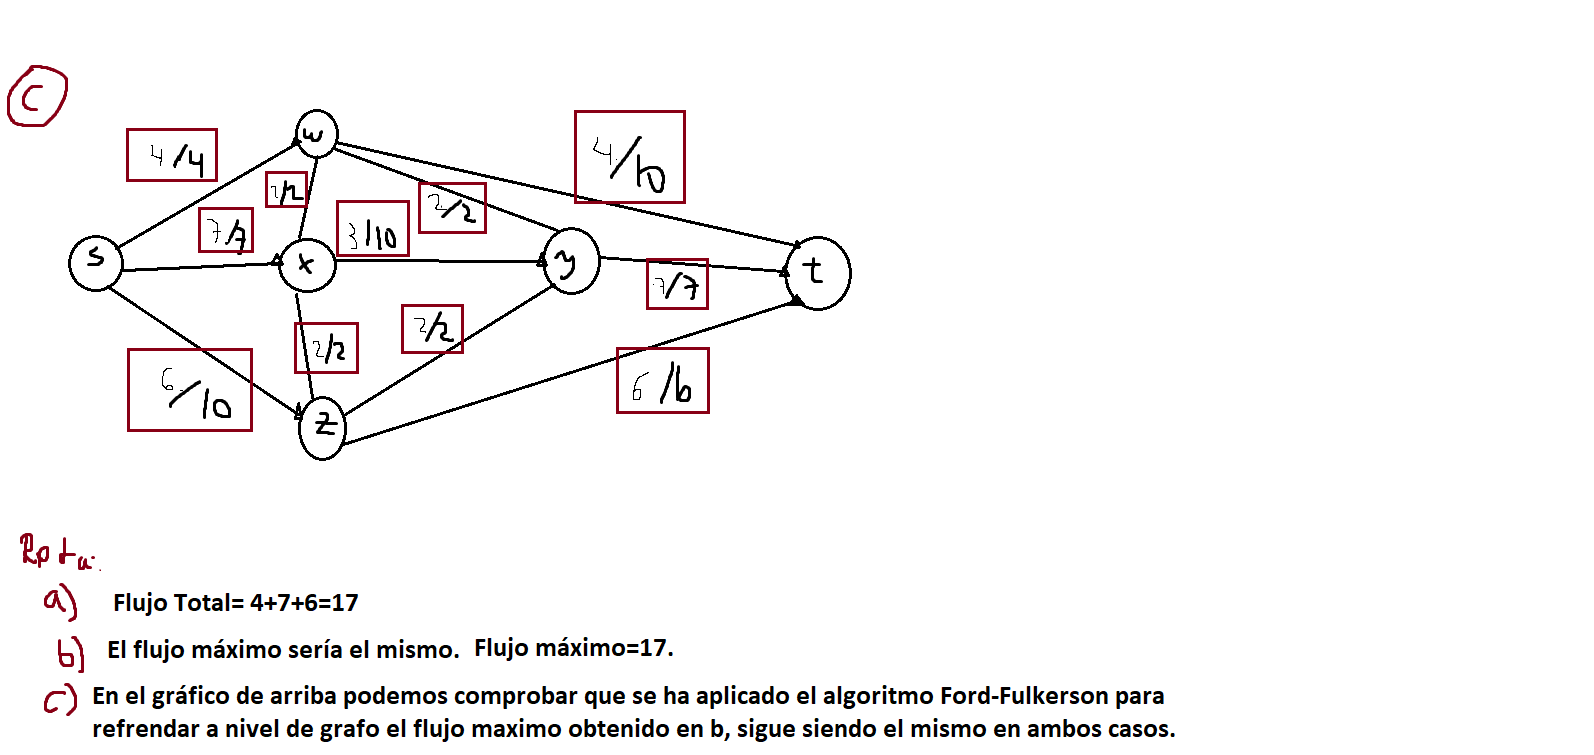 C
w
4/4
4/10
2/2
2/2
7/7
3/10
s
x
y
t
7/7
2/2
2/2
6/10
6/6
z
Rpta:
a) Flujo Total= 4+7+6=17
b) El flujo máximo sería el mismo. Flujo máximo=17.
c) En el gráfico de arriba podemos comprobar que se ha aplicado el algoritmo Ford-Fulkerson para
refrendar a nivel de grafo el flujo maximo obtenido en b, sigue siendo el mismo en ambos casos.